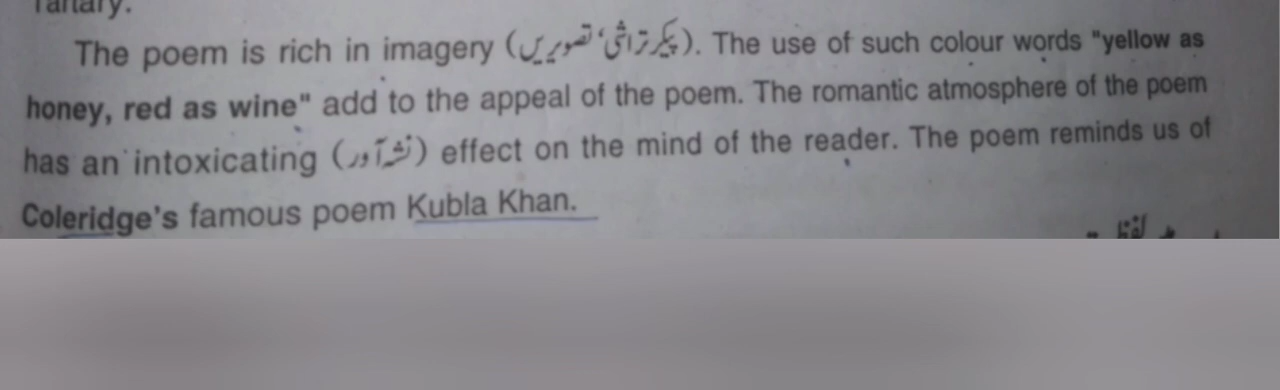 The poem is rich in imagery (پیکر تراشی، تصویریں). The use of such colour words "yellow as
honey, red as wine" add to the appeal of the poem. The romantic atmosphere of the poem
has an intoxicating (نشہ آور) effect on the mind of the reader. The poem reminds us of
Coleridge's famous poem Kubla Khan.